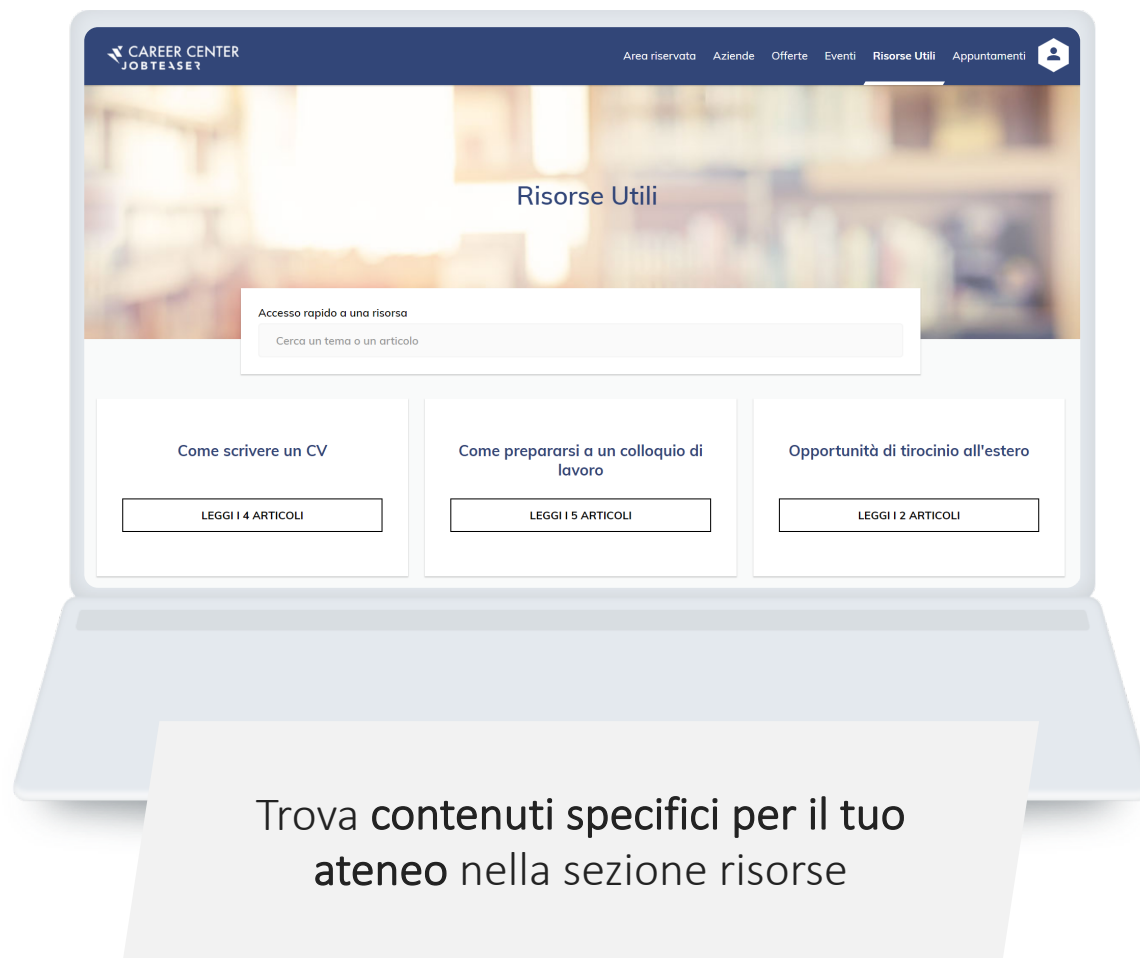 CAREER CENTER
JOBTEASER
Area riservata Aziende Offerte Eventi Risorse Utili Appuntamenti
Risorse Utili
Accesso rapido a una risorsa
Cerca un tema o un articolo
Come scrivere un CV
LEGGI I 4 ARTICOLI
Come prepararsi a un colloquio di
lavoro
LEGGI I 5 ARTICOLI
Opportunità di tirocinio all'estero
LEGGI I 2 ARTICOLI
Trova contenuti specifici per il tuo
ateneo nella sezione risorse